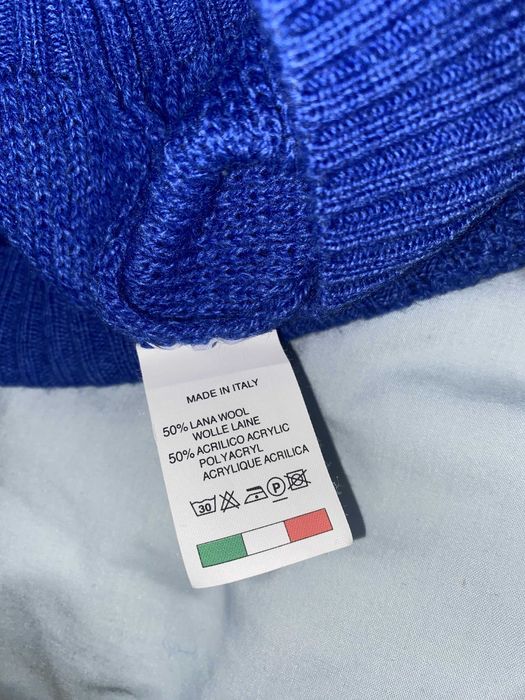 MADE IN ITALY
50% LANA WOOL
WOLLE LAINE
50% ACRILICO ACRYLIC
POLYACRYL
ACRYLIQUE ACRILICA
30 P